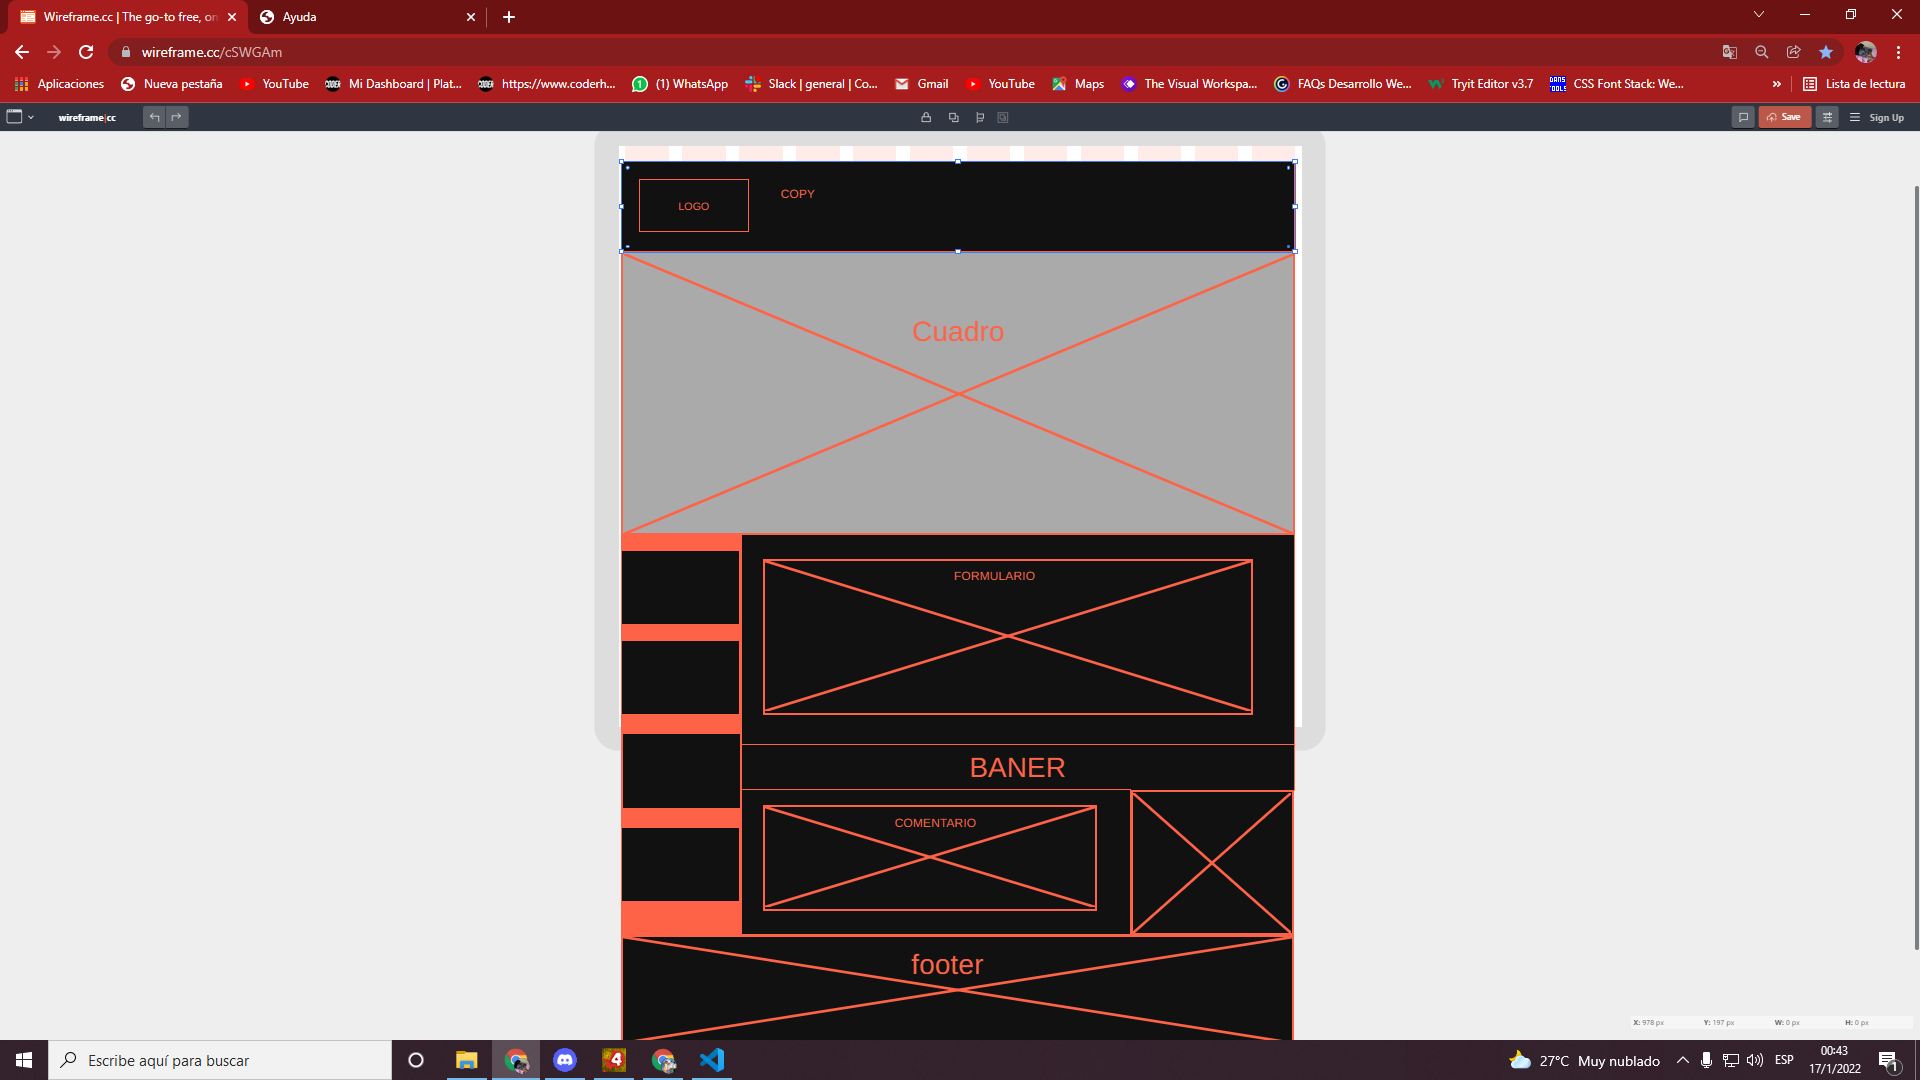 Wireframe.cc | The go-to free, on
Ayuda
wireframe.cc/cSWGAm
Aplicaciones
Nueva pestaña
YouTube
Mi Dashboard | Plat...
https://www.coderh...
(1) WhatsApp
Slack | general | Co...
Gmail
YouTube
Maps
The Visual Workspa...
FAQs Desarrollo We...
Tryit Editor v3.7
CSS Font Stack: We...
»
Lista de lectura
wireframe|cc
Save
Sign Up
LOGO
COPY
Cuadro
FORMULARIO
BANER
COMENTARIO
footer
X: 978 px Y: 197 px W: 0 px H: 0 px
Escribe aquí para buscar
27°C Muy nublado
ESP
00:43
17/1/2022
1